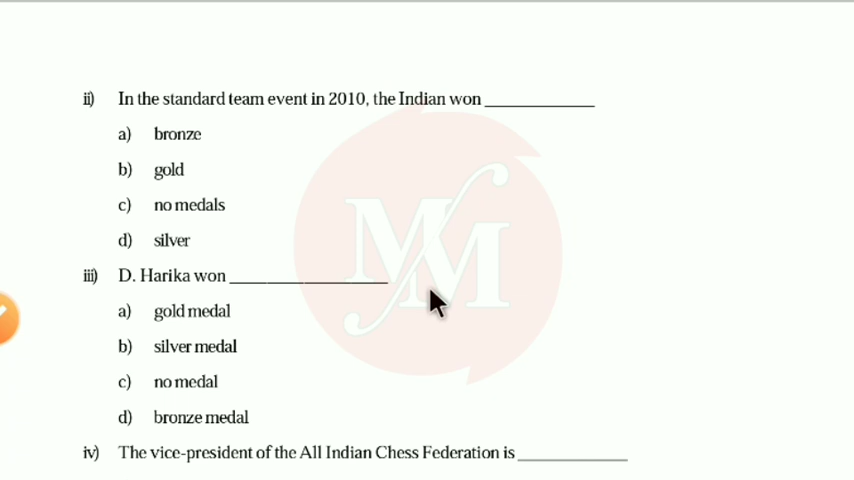 ii) In the standard team event in 2010, the Indian won ____________
a) bronze
b) gold
c) no medals
d) silver
iii) D. Harika won _________________
a) gold medal
b) silver medal
c) no medal
d) bronze medal
iv) The vice-president of the All Indian Chess Federation is ____________
MM